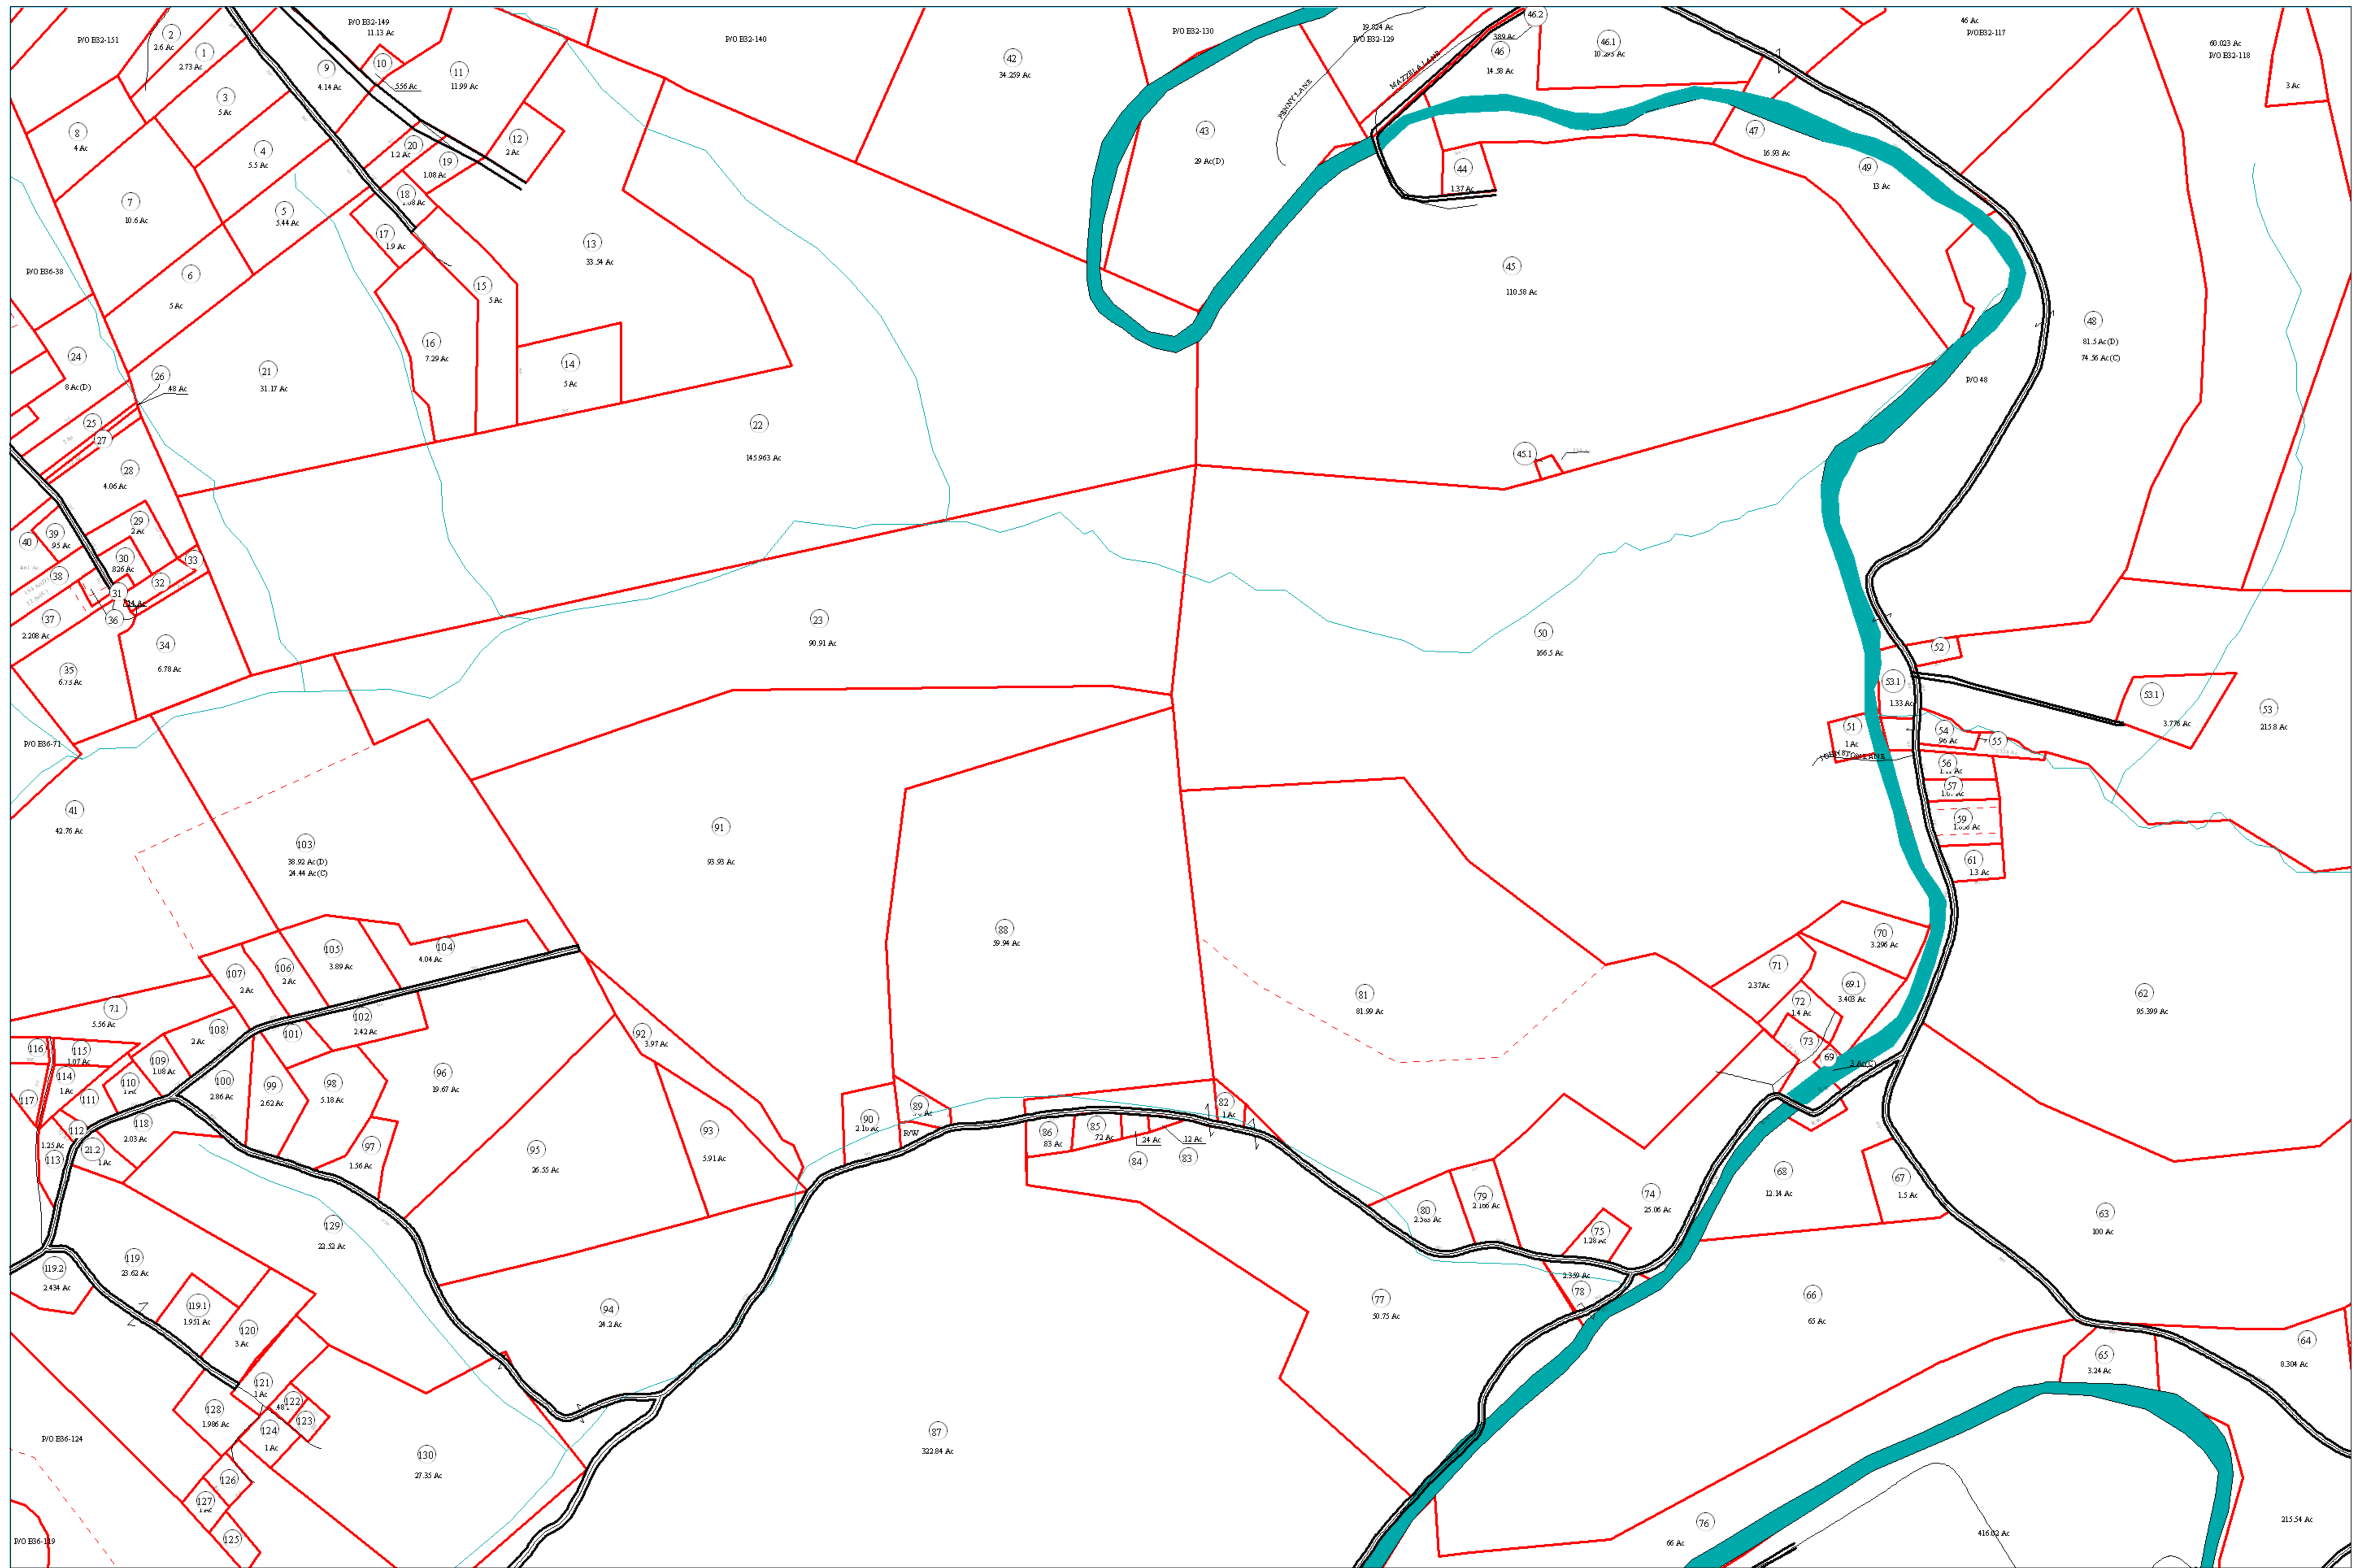 P/O E32-151
2
2.6 Ac
1
2.73 Ac
P/O E32-149
11.13 Ac
9
4.14 Ac
10
.556 Ac
11
11.99 Ac
P/O E32-140
42
34.259 Ac
P/O E32-130
19.824 Ac
P/O E32-129
PENNY LANE
MAZZELA LANE
46.2
.389 Ac
46
14.58 Ac
46.1
46 Ac
P/O E32-117
60.023 Ac
P/O E32-118
3 Ac
8
4 Ac
3
5 Ac
4
5.5 Ac
20
1.2 Ac
19
1.08 Ac
12
2 Ac
18
43
29 Ac(D)
44
1.37 Ac
47
16.93 Ac
49
13 Ac
7
10.6 Ac
5
5.44 Ac
17
1.9 Ac
13
33.54 Ac
P/O E36-38
6
5 Ac
15
5 Ac
45
110.58 Ac
16
7.29 Ac
14
5 Ac
48
81.5 Ac(D)
74.56 Ac(C)
P/O 48
24
8 Ac(D)
26
.48 Ac
21
31.17 Ac
25
27
22
145.963 Ac
45.1
28
4.06 Ac
29
2 Ac
39
.95 Ac
40
30
.826 Ac
33
32
38
31
36
37
2.208 Ac
34
6.78 Ac
35
6.73 Ac
23
90.91 Ac
50
166.5 Ac
52
53.1
1.33 Ac
53.1
3.776 Ac
53
215.8 Ac
51
1 Ac
54
.96 Ac
55
56
57
59
61
1.3 Ac
P/O E36-71
41
42.76 Ac
103
38.92 Ac(D)
24.44 Ac(C)
91
93.93 Ac
88
59.94 Ac
81
81.99 Ac
70
3.296 Ac
71
2.37 Ac
69.1
3.403 Ac
72
1.4 Ac
73
69
62
95.399 Ac
105
3.89 Ac
104
4.04 Ac
106
2 Ac
107
2 Ac
7.1
5.56 Ac
108
2 Ac
101
102
2.42 Ac
92
3.97 Ac
116
115
1.07 Ac
114
1 Ac
109
1.08 Ac
110
1 Ac
111
117
100
2.86 Ac
99
2.62 Ac
98
5.18 Ac
96
19.67 Ac
118
2.03 Ac
112
1.25 Ac
113
21.2
1 Ac
97
1.56 Ac
95
26.55 Ac
93
5.91 Ac
90
89
R/W
86
.83 Ac
85
.72 Ac
.24 Ac
84
.12 Ac
83
82
1 Ac
80
79
2.166 Ac
74
25.06 Ac
75
1.28 Ac
68
12.14 Ac
67
1.5 Ac
63
100 Ac
129
22.52 Ac
119
23.62 Ac
119.2
2.434 Ac
119.1
1.951 Ac
120
3 Ac
94
24.2 Ac
77
50.75 Ac
2.359 Ac
78
66
65 Ac
65
3.24 Ac
64
8.304 Ac
121
1 Ac
122
.48
123
128
1.986 Ac
124
1 Ac
P/O E36-124
130
27.35 Ac
126
127
1 Ac
125
87
322.84 Ac
76
66 Ac
416.02 Ac
215.54 Ac
P/O E36-119